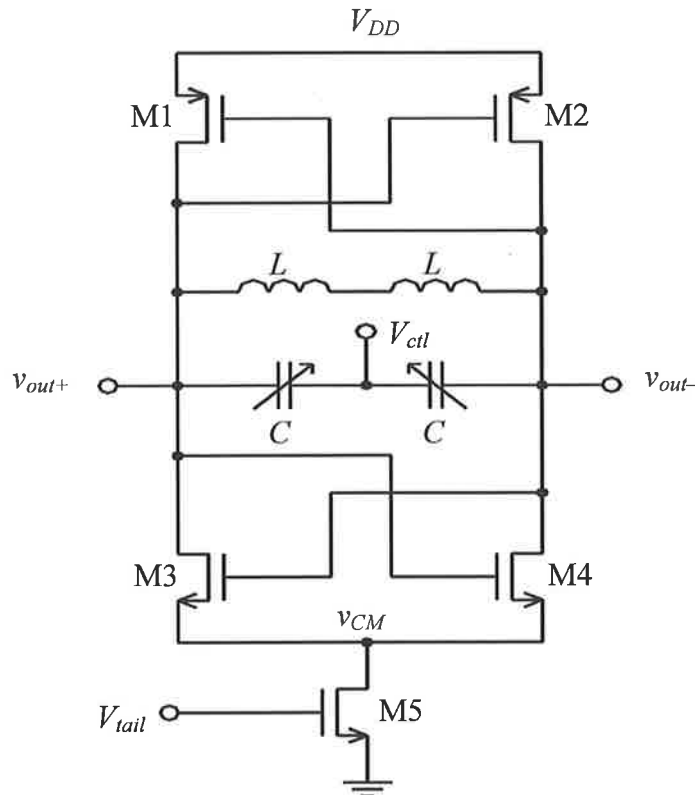 V_DD
M1 M2
L L
V_ctl
v_out+ v_out–
C C
M3 M4
v_CM
V_tail M5